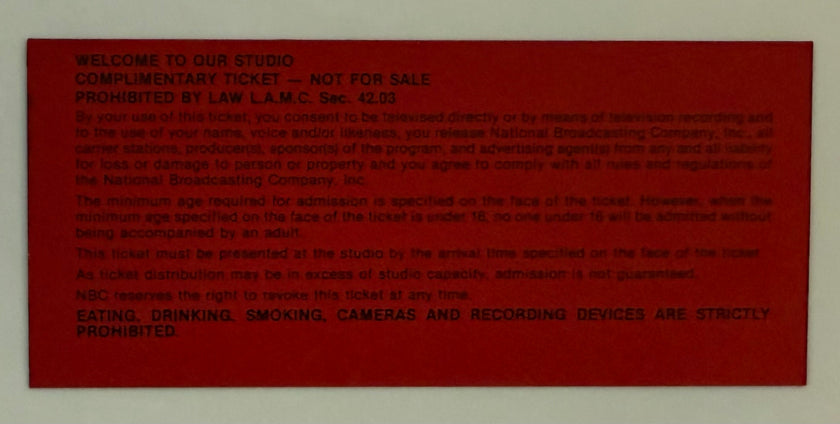 WELCOME TO OUR STUDIO
COMPLIMENTARY TICKET — NOT FOR SALE
PROHIBITED BY LAW L.A.M.C. Sec. 42.03
By your use of this ticket, you consent to be televised directly or by means of television recording and
to the use of your name, voice and/or likeness, you release National Broadcasting Company, Inc., all
carrier stations, producer(s), sponsor(s) of the program, and advertising agent(s) from any and all liability
for loss or damage to person or property and you agree to comply with all rules and regulations of
the National Broadcasting Company, Inc.
The minimum age required for admission is specified on the face of the ticket. However, when the
minimum age specified on the face of the ticket is under 16, no one under 16 will be admitted without
being accompanied by an adult.
This ticket must be presented at the studio by the arrival time specified on the face of the ticket.
As ticket distribution may be in excess of studio capacity, admission is not guaranteed.
NBC reserves the right to revoke this ticket at any time.
EATING, DRINKING, SMOKING, CAMERAS AND RECORDING DEVICES ARE STRICTLY
PROHIBITED.